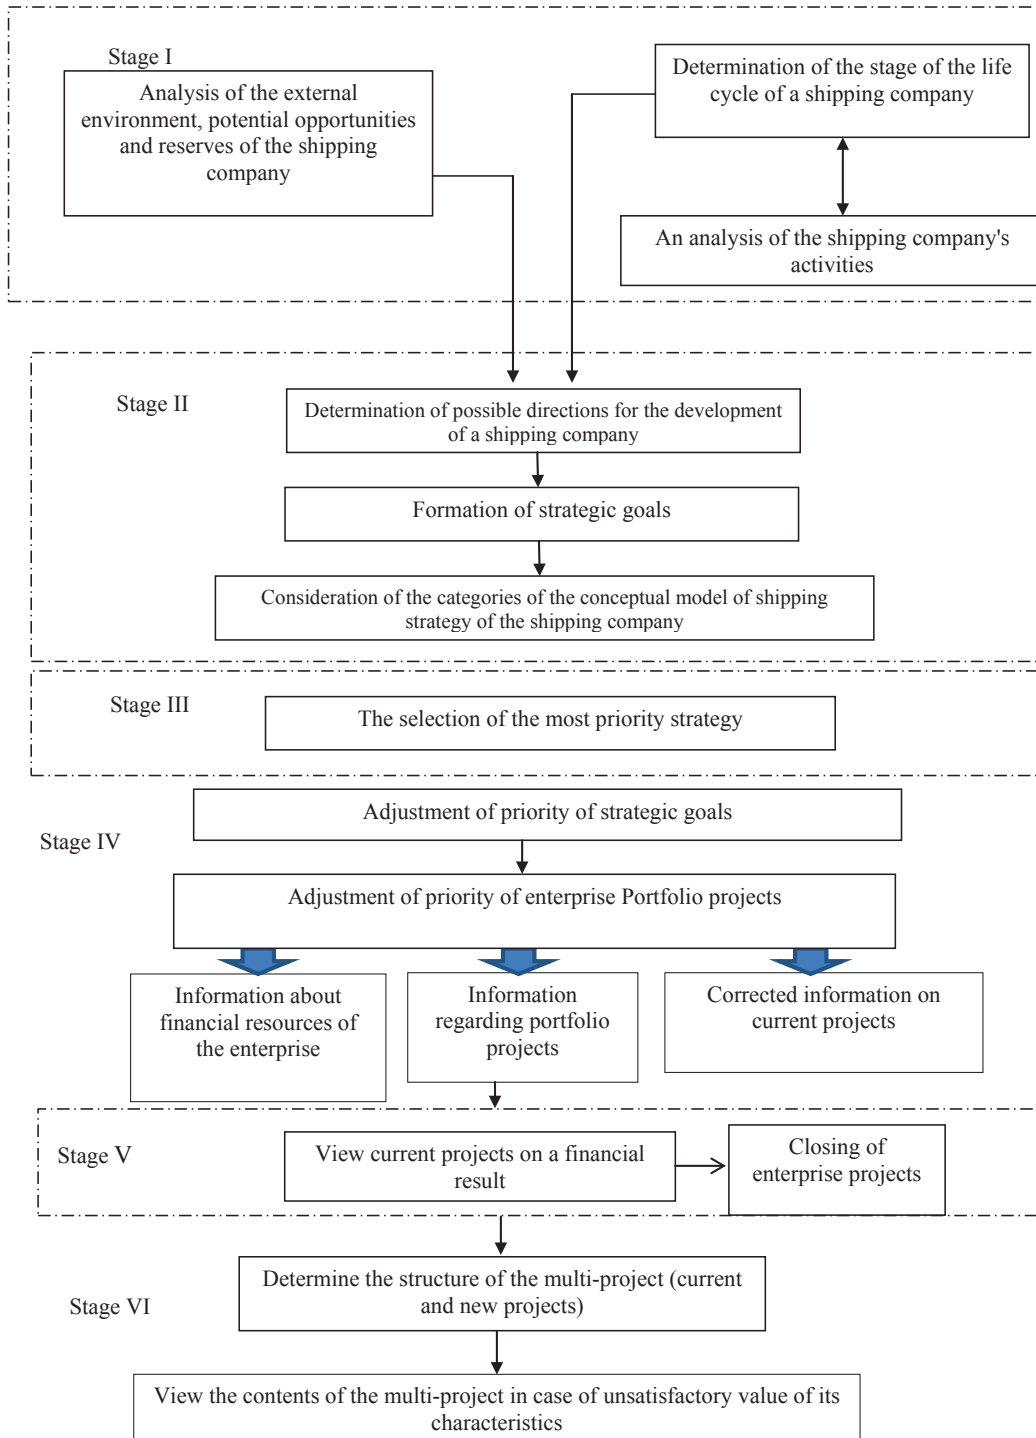 Stage I
Analysis of the external
environment, potential opportunities
and reserves of the shipping
company
Determination of the stage of the life
cycle of a shipping company
An analysis of the shipping company's
activities
Stage II
Determination of possible directions for the development
of a shipping company
Formation of strategic goals
Consideration of the categories of the conceptual model of shipping
strategy of the shipping company
Stage III
The selection of the most priority strategy
Adjustment of priority of strategic goals
Stage IV
Adjustment of priority of enterprise Portfolio projects
Information about
financial resources of
the enterprise
Information
regarding portfolio
projects
Corrected information on
current projects
Stage V
View current projects on a financial
result
Closing of
enterprise projects
Determine the structure of the multi-project (current
and new projects)
Stage VI
View the contents of the multi-project in case of unsatisfactory value of its
characteristics